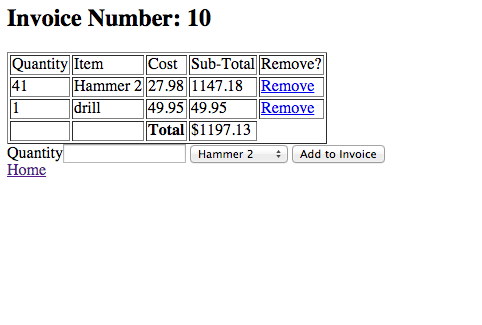 Invoice Number: 10
Quantity Item Cost Sub-Total Remove?
41 Hammer 2 27.98 1147.18 Remove
1 drill 49.95 49.95 Remove
Total $1197.13
Quantity Hammer 2 Add to Invoice
Home